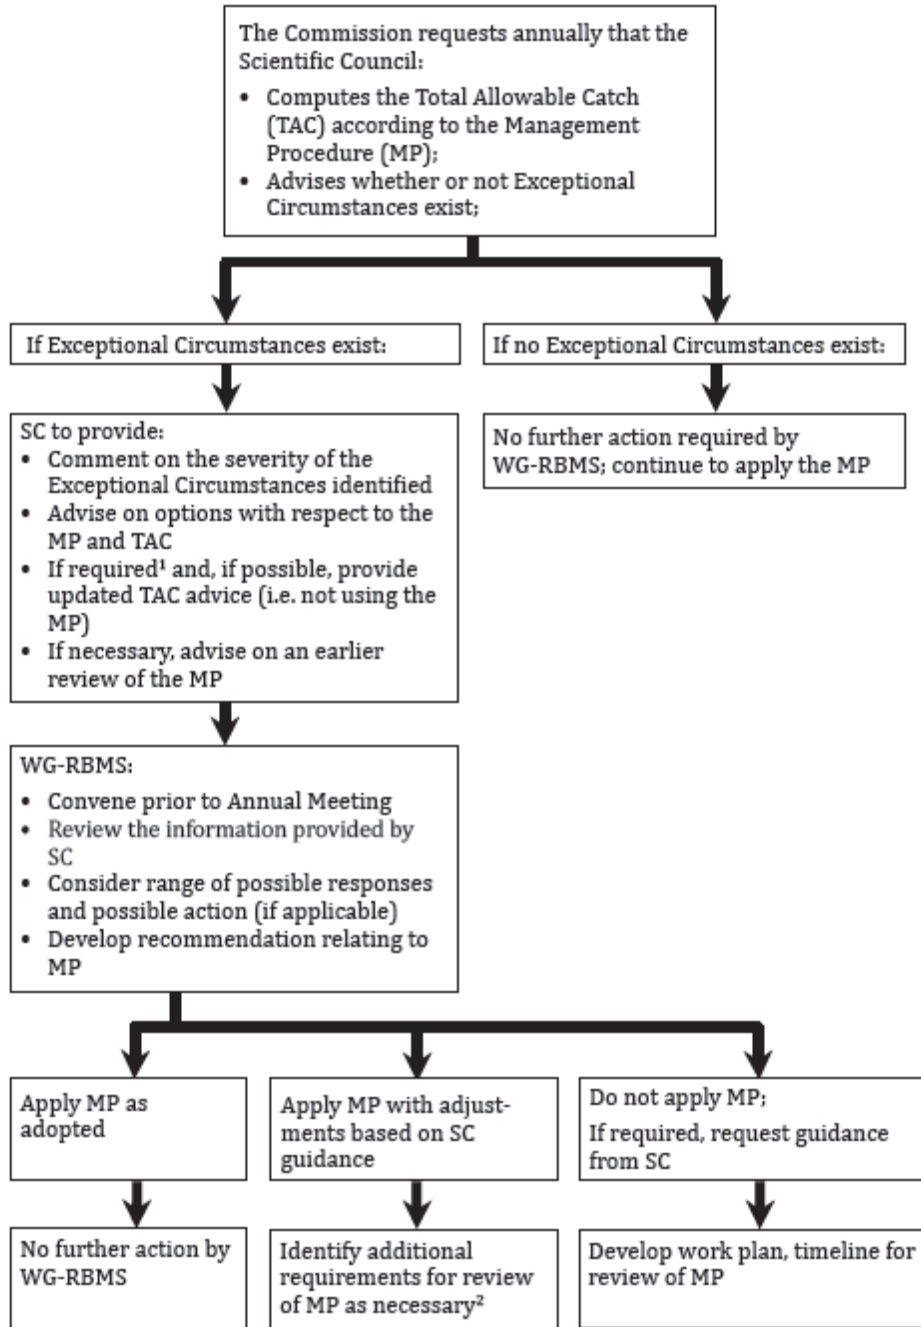 The Commission requests annually that the
Scientific Council:
• Computes the Total Allowable Catch
(TAC) according to the Management
Procedure (MP);
• Advises whether or not Exceptional
Circumstances exist;
If Exceptional Circumstances exist:
If no Exceptional Circumstances exist:
SC to provide:
• Comment on the severity of the
Exceptional Circumstances identified
• Advise on options with respect to the
MP and TAC
• If required¹ and, if possible, provide
updated TAC advice (i.e. not using the
MP)
• If necessary, advise on an earlier
review of the MP
No further action required by
WG-RBMS; continue to apply the MP
WG-RBMS:
• Convene prior to Annual Meeting
• Review the information provided by
SC
• Consider range of possible responses
and possible action (if applicable)
• Develop recommendation relating to
MP
Apply MP as
adopted
Apply MP with adjust-
ments based on SC
guidance
Do not apply MP;
If required, request guidance
from SC
No further action by
WG-RBMS
Identify additional
requirements for review
of MP as necessary²
Develop work plan, timeline for
review of MP